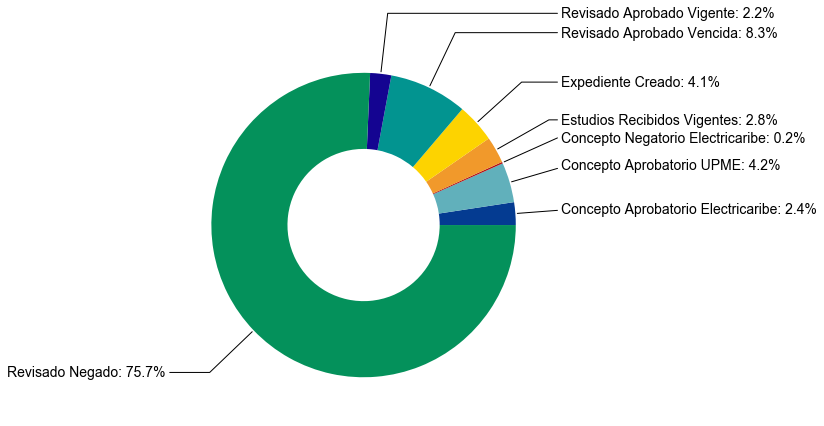 Revisado Aprobado Vigente: 2.2%
Revisado Aprobado Vencida: 8.3%
Expediente Creado: 4.1%
Estudios Recibidos Vigentes: 2.8%
Concepto Negatorio Electricaribe: 0.2%
Concepto Aprobatorio UPME: 4.2%
Concepto Aprobatorio Electricaribe: 2.4%
Revisado Negado: 75.7%